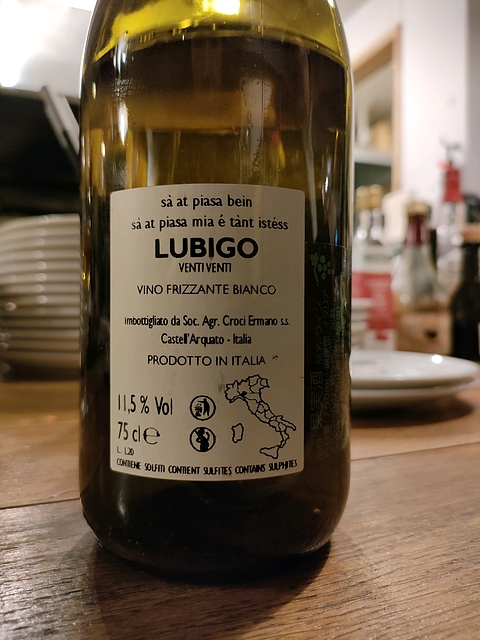 sà at piasa bein
sà at piasa mia é tànt istéss
LUBIGO
VENTI VENTI
VINO FRIZZANTE BIANCO
imbottigliato da Soc. Agr. Croci Ermano s.s.
Castell'Arquato - Italia
PRODOTTO IN ITALIA
11,5 % Vol
75 cl e
L. L20
CONTIENE SOLFITI CONTIENT SULFITES CONTAINS SULPHITES